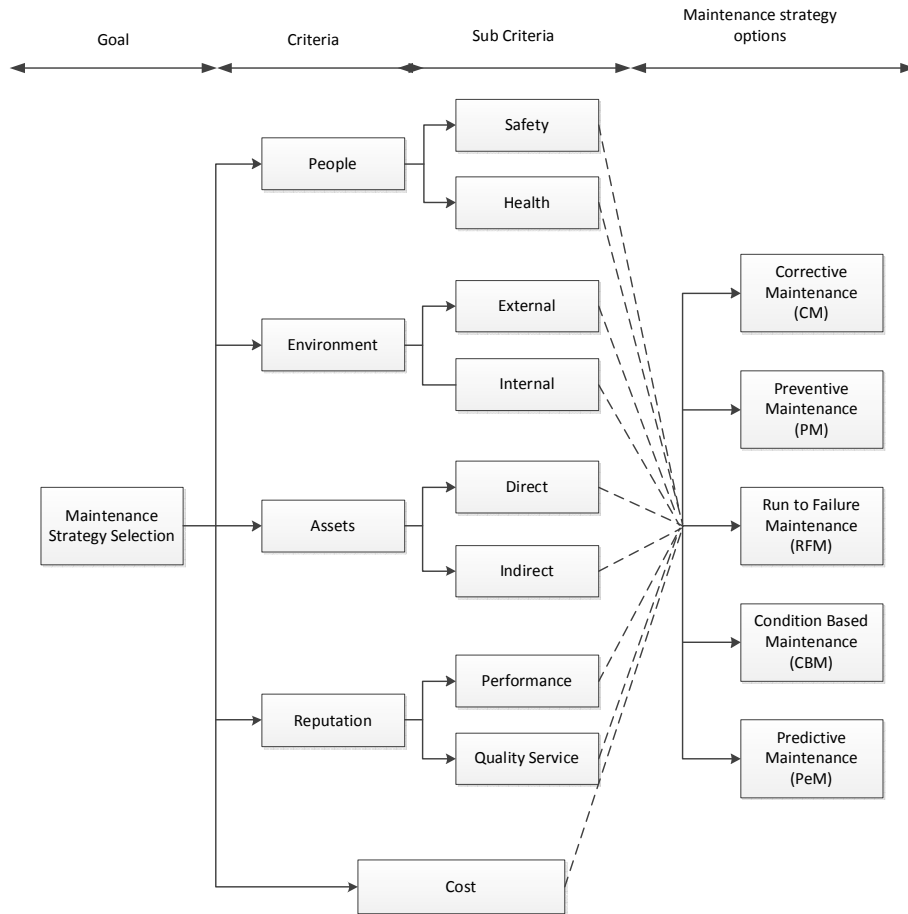 Goal
Criteria
Sub Criteria
Maintenance strategy
options
People
Safety
Health
Environment
External
Internal
Maintenance
Strategy Selection
Assets
Direct
Indirect
Reputation
Performance
Quality Service
Cost
Corrective
Maintenance
(CM)
Preventive
Maintenance
(PM)
Run to Failure
Maintenance
(RFM)
Condition Based
Maintenance
(CBM)
Predictive
Maintenance
(PeM)